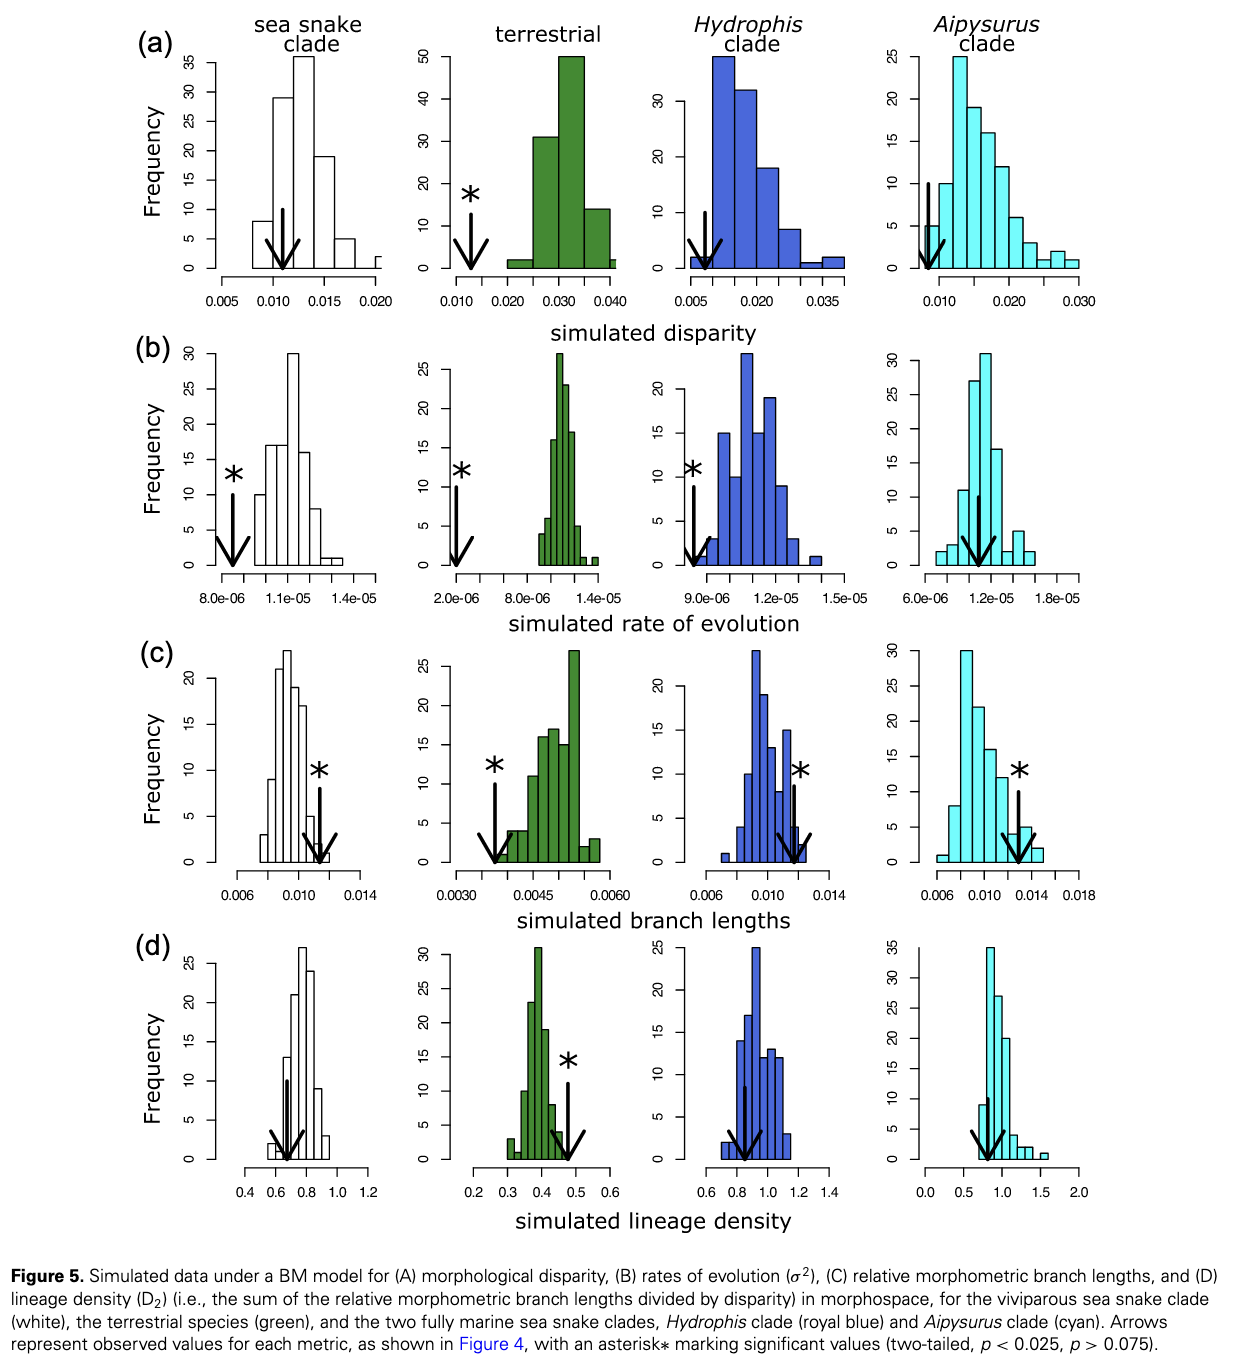 (a)
sea snake
clade
terrestrial
Hydrophis
clade
Aipysurus
clade
Frequency
0 5 10 15 20 25 30 35
0.005 0.010 0.015 0.020
*
0 10 20 30 40 50
0.010 0.020 0.030 0.040
0 10 20 30
0.005 0.020 0.035
0 5 10 15 20 25
0.010 0.020 0.030
simulated disparity
(b)
Frequency
0 5 10 15 20 25 30
*
8.0e-06 1.1e-05 1.4e-05
0 5 10 15 20 25
*
2.0e-06 8.0e-06 1.4e-05
0 5 10 15 20
*
9.0e-06 1.2e-05 1.5e-05
0 5 10 15 20 25 30
6.0e-06 1.2e-05 1.8e-05
simulated rate of evolution
(c)
Frequency
0 5 10 15 20
*
0.006 0.010 0.014
0 5 10 15 20 25
*
0.0030 0.0045 0.0060
0 5 10 15 20
*
0.006 0.010 0.014
0 5 10 15 20 25 30
*
0.006 0.010 0.014 0.018
simulated branch lengths
(d)
Frequency
0 5 10 15 20 25
0.4 0.6 0.8 1.0 1.2
0 5 10 15 20 25 30
*
0.2 0.3 0.4 0.5 0.6
0 5 10 15 20 25
0.6 0.8 1.0 1.2 1.4
0 5 10 15 20 25 30 35
0.0 0.5 1.0 1.5 2.0
simulated lineage density
Figure 5. Simulated data under a BM model for (A) morphological disparity, (B) rates of evolution (σ²), (C) relative morphometric branch lengths, and (D)
lineage density (D₂) (i.e., the sum of the relative morphometric branch lengths divided by disparity) in morphospace, for the viviparous sea snake clade
(white), the terrestrial species (green), and the two fully marine sea snake clades, Hydrophis clade (royal blue) and Aipysurus clade (cyan). Arrows
represent observed values for each metric, as shown in Figure 4, with an asterisk* marking significant values (two-tailed, p < 0.025, p > 0.075).